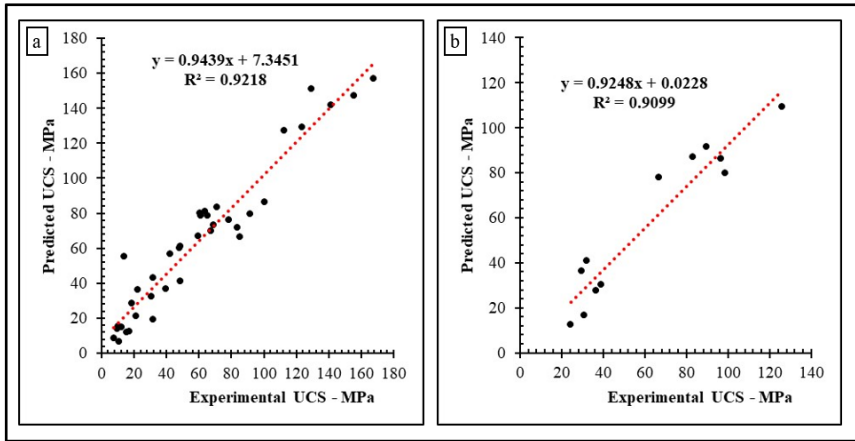 a
y = 0.9439x + 7.3451
R² = 0.9218
Predicted UCS - MPa
180
160
140
120
100
80
60
40
20
0
0 20 40 60 80 100 120 140 160 180
Experimental UCS - MPa
b
y = 0.9248x + 0.0228
R² = 0.9099
Predicted UCS - MPa
140
120
100
80
60
40
20
0
0 20 40 60 80 100 120 140
Experimental UCS - MPa